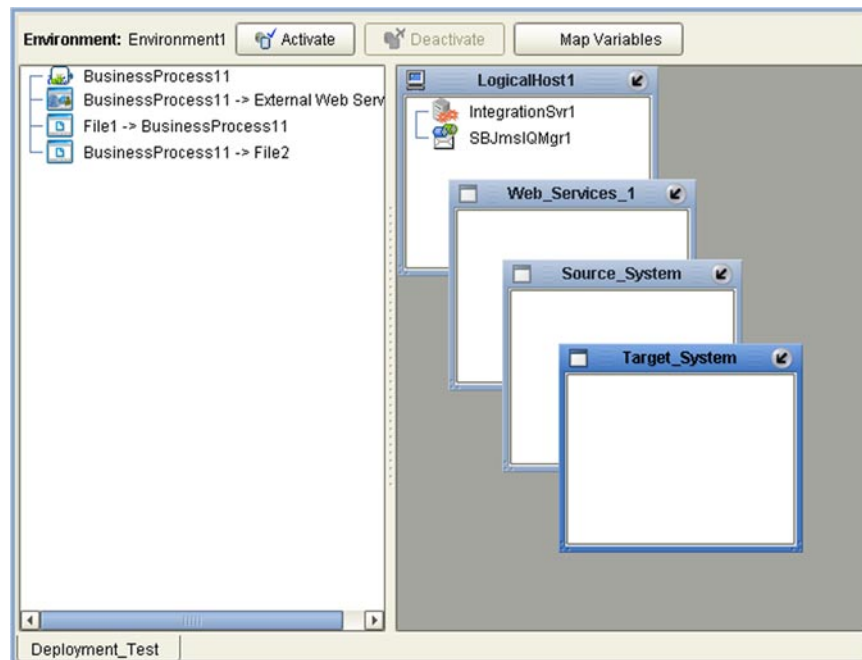 Environment: Environment1 Activate Deactivate Map Variables
BusinessProcess11
BusinessProcess11 -> External Web Serv
File1 -> BusinessProcess11
BusinessProcess11 -> File2
LogicalHost1
IntegrationSvr1
SBJmsIQMgr1
Web_Services_1
Source_System
Target_System
Deployment_Test